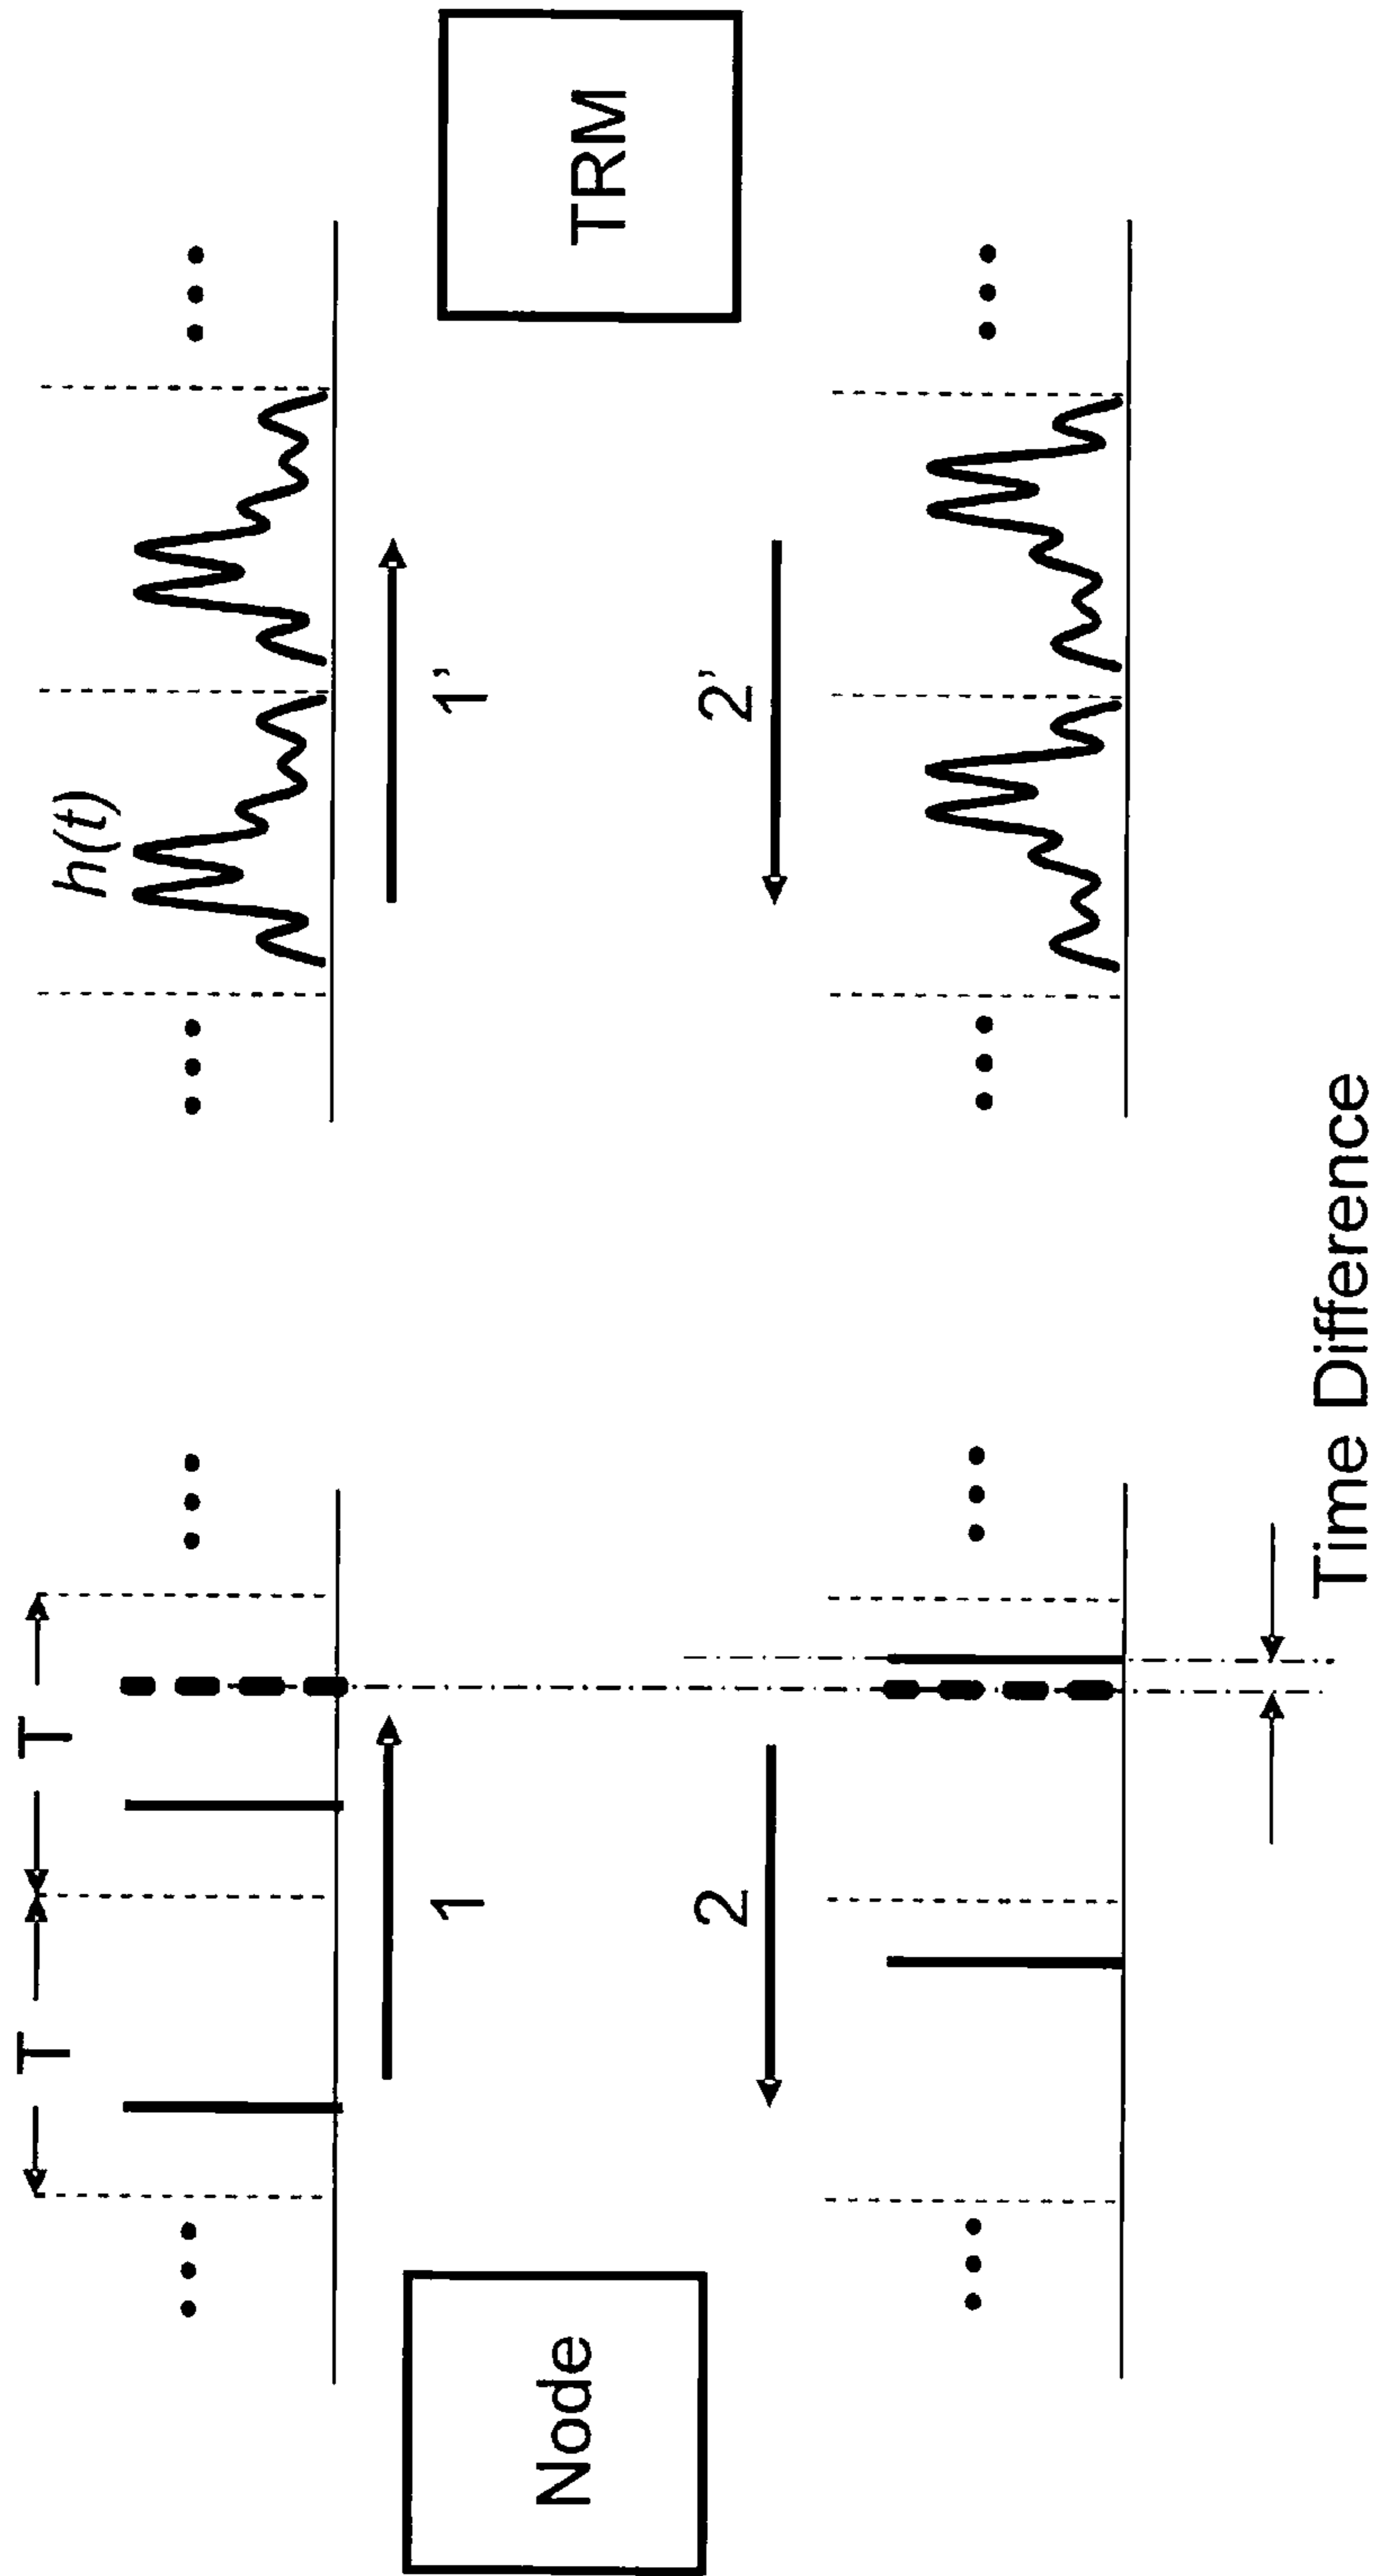 T
T
h(t)
Node
1
1'
TRM
2
2'
Time Difference